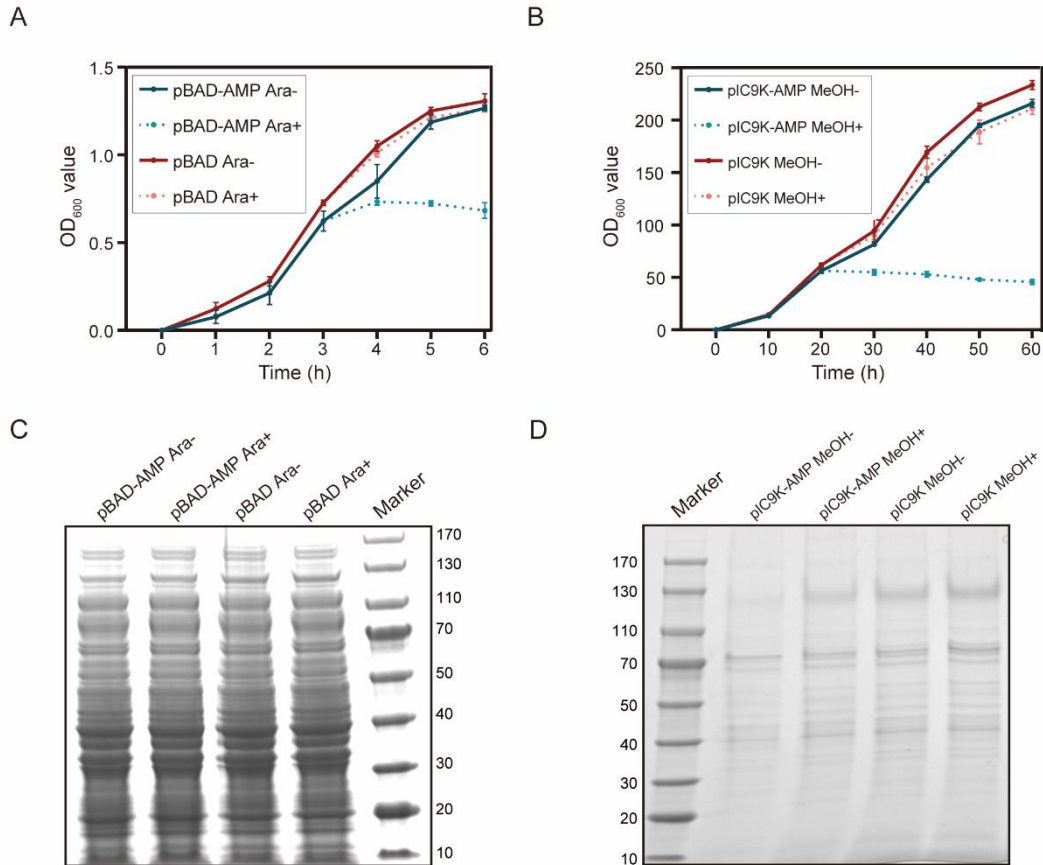 A
1.5
1.0
0.5
0.0
OD600 value
pBAD-AMP Ara-
pBAD-AMP Ara+
pBAD Ara-
pBAD Ara+
0 1 2 3 4 5 6
Time (h)
B
250
200
150
100
50
0
OD600 value
pIC9K-AMP MeOH-
pIC9K-AMP MeOH+
pIC9K MeOH-
pIC9K MeOH+
0 10 20 30 40 50 60
Time (h)
C
pBAD-AMP Ara-
pBAD-AMP Ara+
pBAD Ara-
pBAD Ara+
Marker
170
130
110
70
50
40
30
20
10
D
Marker
pIC9K-AMP MeOH-
pIC9K-AMP MeOH+
pIC9K MeOH-
pIC9K MeOH+
170
130
110
70
50
40
30
20
10